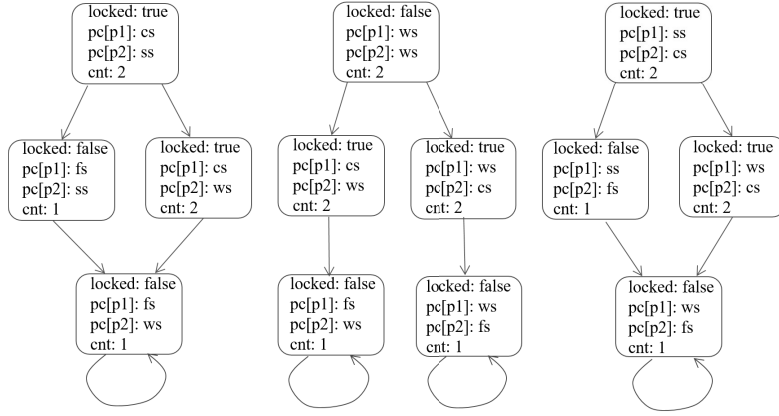 locked: true
pc[p1]: cs
pc[p2]: ss
cnt: 2
locked: false
pc[p1]: ws
pc[p2]: ws
cnt: 2
locked: true
pc[p1]: ss
pc[p2]: cs
cnt: 2
locked: false
pc[p1]: fs
pc[p2]: ss
cnt: 1
locked: true
pc[p1]: cs
pc[p2]: ws
cnt: 2
locked: true
pc[p1]: cs
pc[p2]: ws
cnt: 2
locked: true
pc[p1]: ws
pc[p2]: cs
cnt: 2
locked: false
pc[p1]: ss
pc[p2]: fs
cnt: 1
locked: true
pc[p1]: ws
pc[p2]: cs
cnt: 2
locked: false
pc[p1]: fs
pc[p2]: ws
cnt: 1
locked: false
pc[p1]: fs
pc[p2]: ws
cnt: 1
locked: false
pc[p1]: ws
pc[p2]: fs
cnt: 1
locked: false
pc[p1]: ws
pc[p2]: fs
cnt: 1